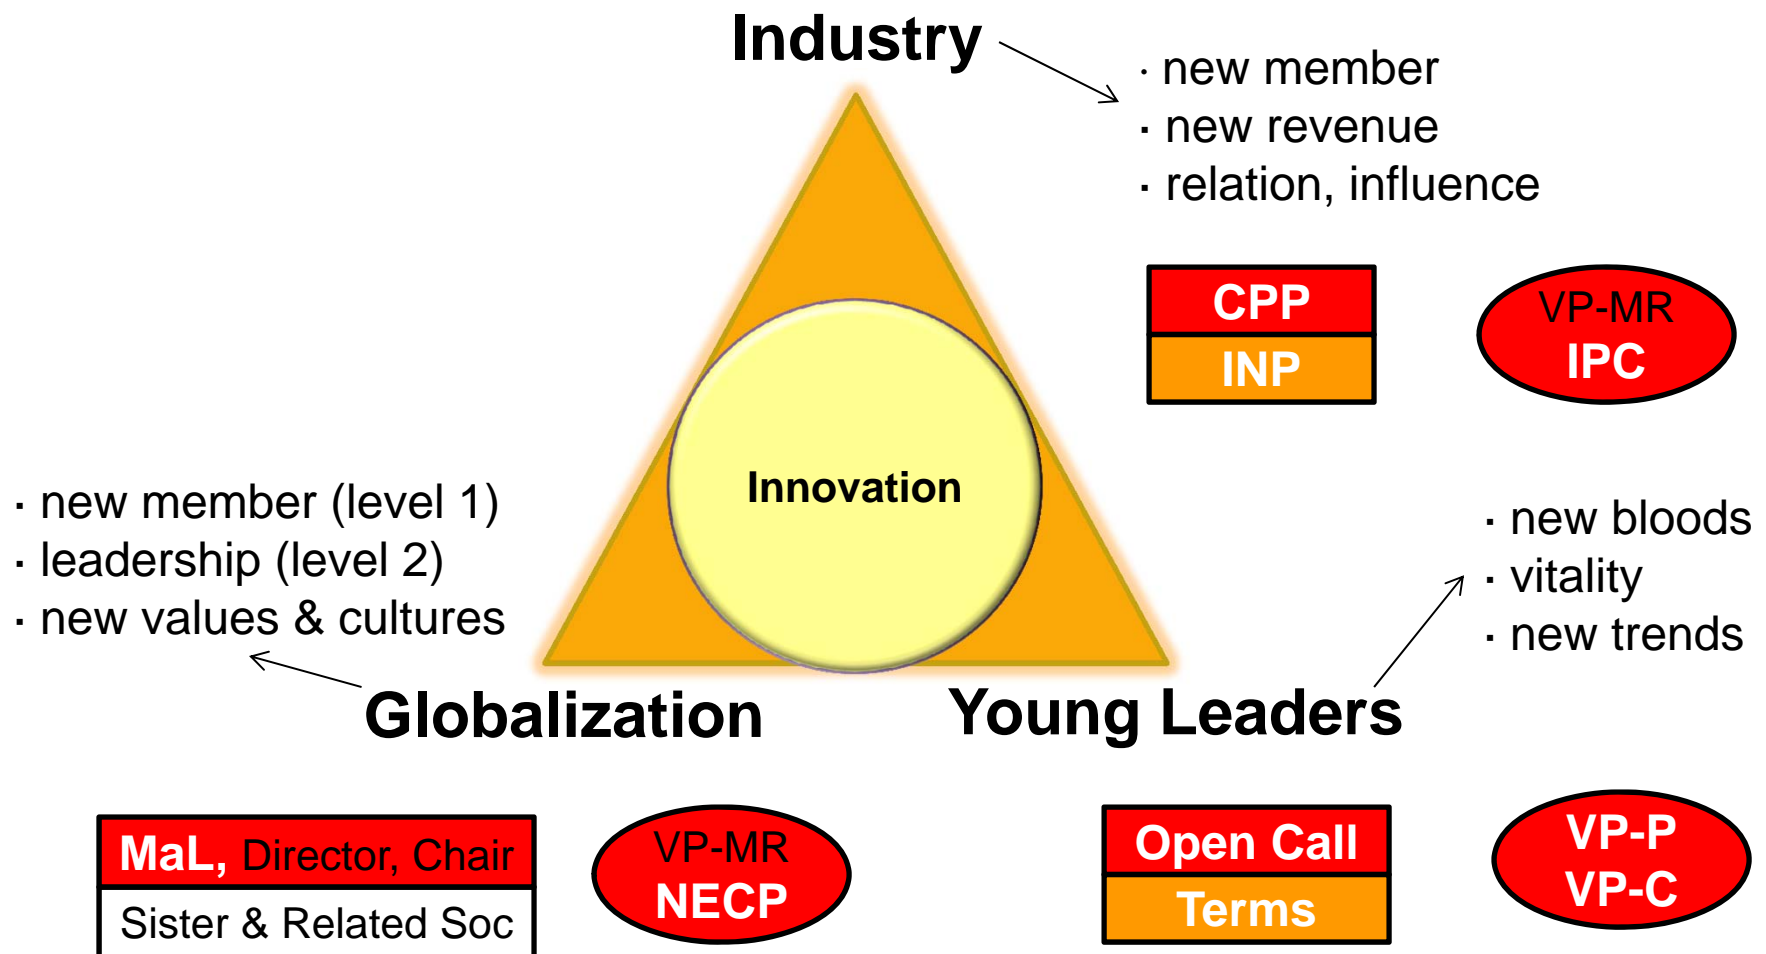 Industry
· new member
· new revenue
· relation, influence
CPP
INP
VP-MR
IPC
Innovation
· new member (level 1)
· leadership (level 2)
· new values & cultures
· new bloods
· vitality
· new trends
Globalization
Young Leaders
MaL, Director, Chair
Sister & Related Soc
VP-MR
NECP
Open Call
Terms
VP-P
VP-C